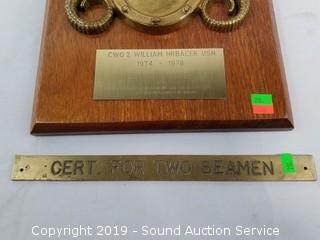 CWO 2 WILLIAM HRBACEK USN
1974 - 1978
CERT. FOR TWO SEAMEN
Copyright 2019 - Sound Auction Service